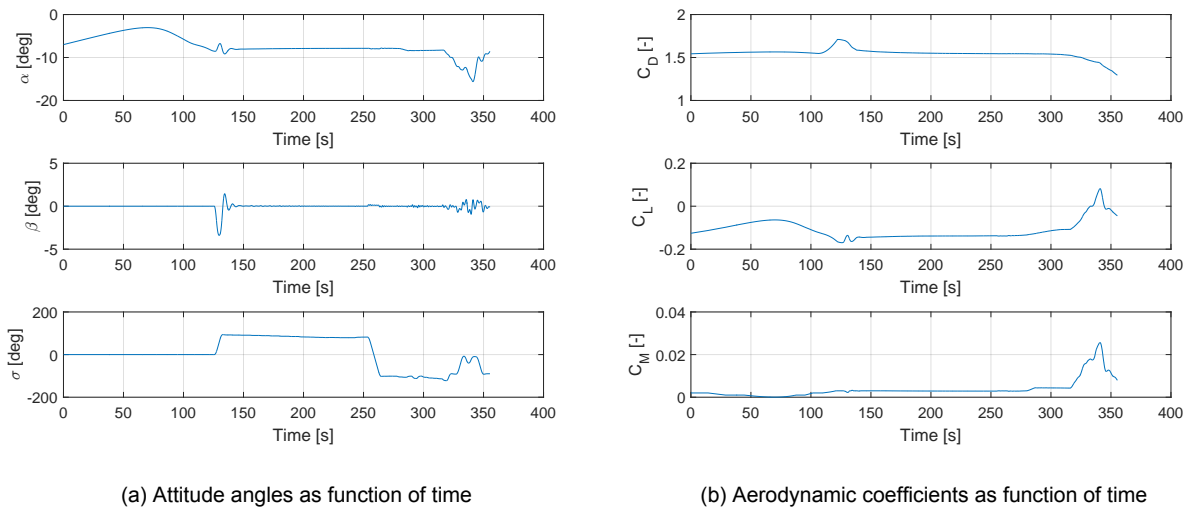 0
-10
-20
α [deg]
0 50 100 150 200 250 300 350 400
Time [s]
5
0
-5
β [deg]
0 50 100 150 200 250 300 350 400
Time [s]
200
0
-200
σ [deg]
0 50 100 150 200 250 300 350 400
Time [s]
(a) Attitude angles as function of time
2
1.5
1
C_D [-]
0 50 100 150 200 250 300 350 400
Time [s]
0.2
0
-0.2
C_L [-]
0 50 100 150 200 250 300 350 400
Time [s]
0.04
0.02
0
C_M [-]
0 50 100 150 200 250 300 350 400
Time [s]
(b) Aerodynamic coefficients as function of time